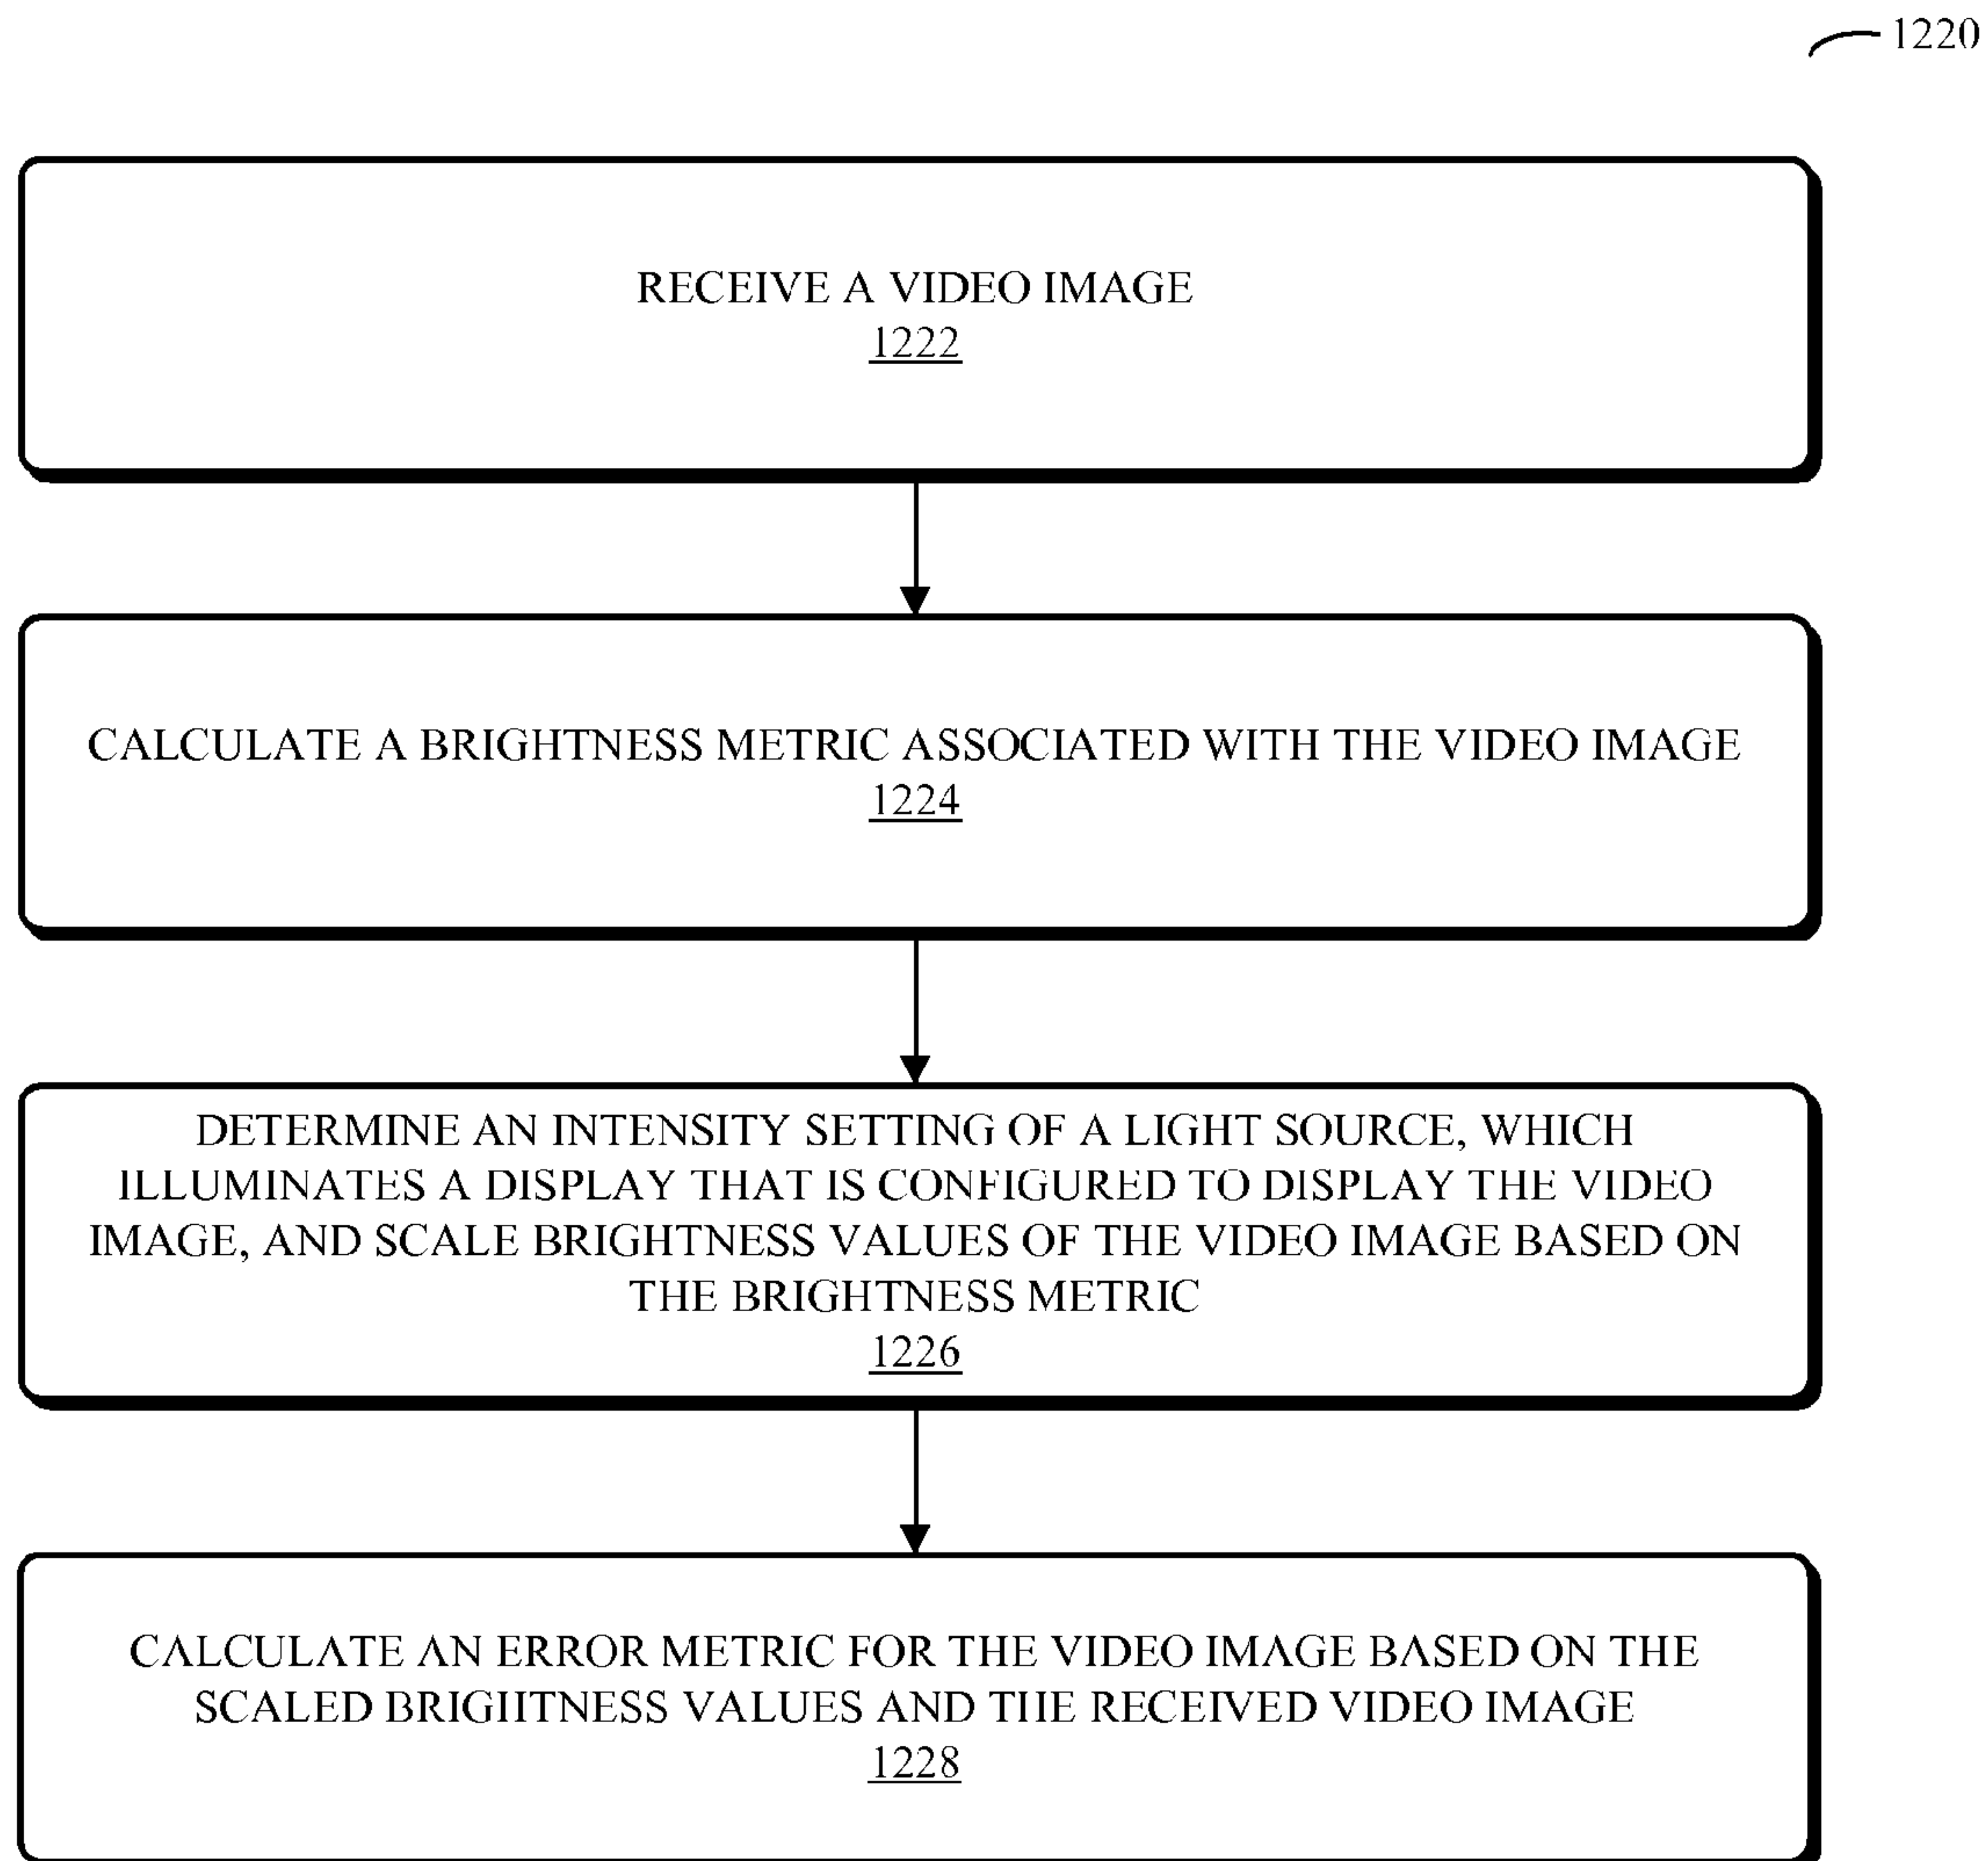 1220
RECEIVE A VIDEO IMAGE
1222
CALCULATE A BRIGHTNESS METRIC ASSOCIATED WITH THE VIDEO IMAGE
1224
DETERMINE AN INTENSITY SETTING OF A LIGHT SOURCE, WHICH
ILLUMINATES A DISPLAY THAT IS CONFIGURED TO DISPLAY THE VIDEO
IMAGE, AND SCALE BRIGHTNESS VALUES OF THE VIDEO IMAGE BASED ON
THE BRIGHTNESS METRIC
1226
CALCULATE AN ERROR METRIC FOR THE VIDEO IMAGE BASED ON THE
SCALED BRIGHTNESS VALUES AND THE RECEIVED VIDEO IMAGE
1228